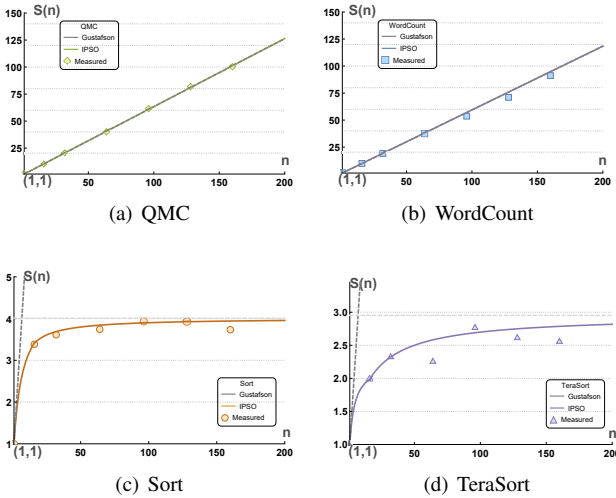 S(n)
150
125
100
75
50
25
(1,1)
50
100
150
200
n
QMC
Gustafson
IPSO
Measured
(a) QMC
S(n)
150
125
100
75
50
25
(1,1)
50
100
150
200
n
WordCount
Gustafson
IPSO
Measured
(b) WordCount
S(n)
5
4
3
2
1
(1,1)
50
100
150
200
n
Sort
Gustafson
IPSO
Measured
(c) Sort
S(n)
3.0
2.5
2.0
1.5
1.0
(1,1)
50
100
150
200
n
TeraSort
Gustafson
IPSO
Measured
(d) TeraSort